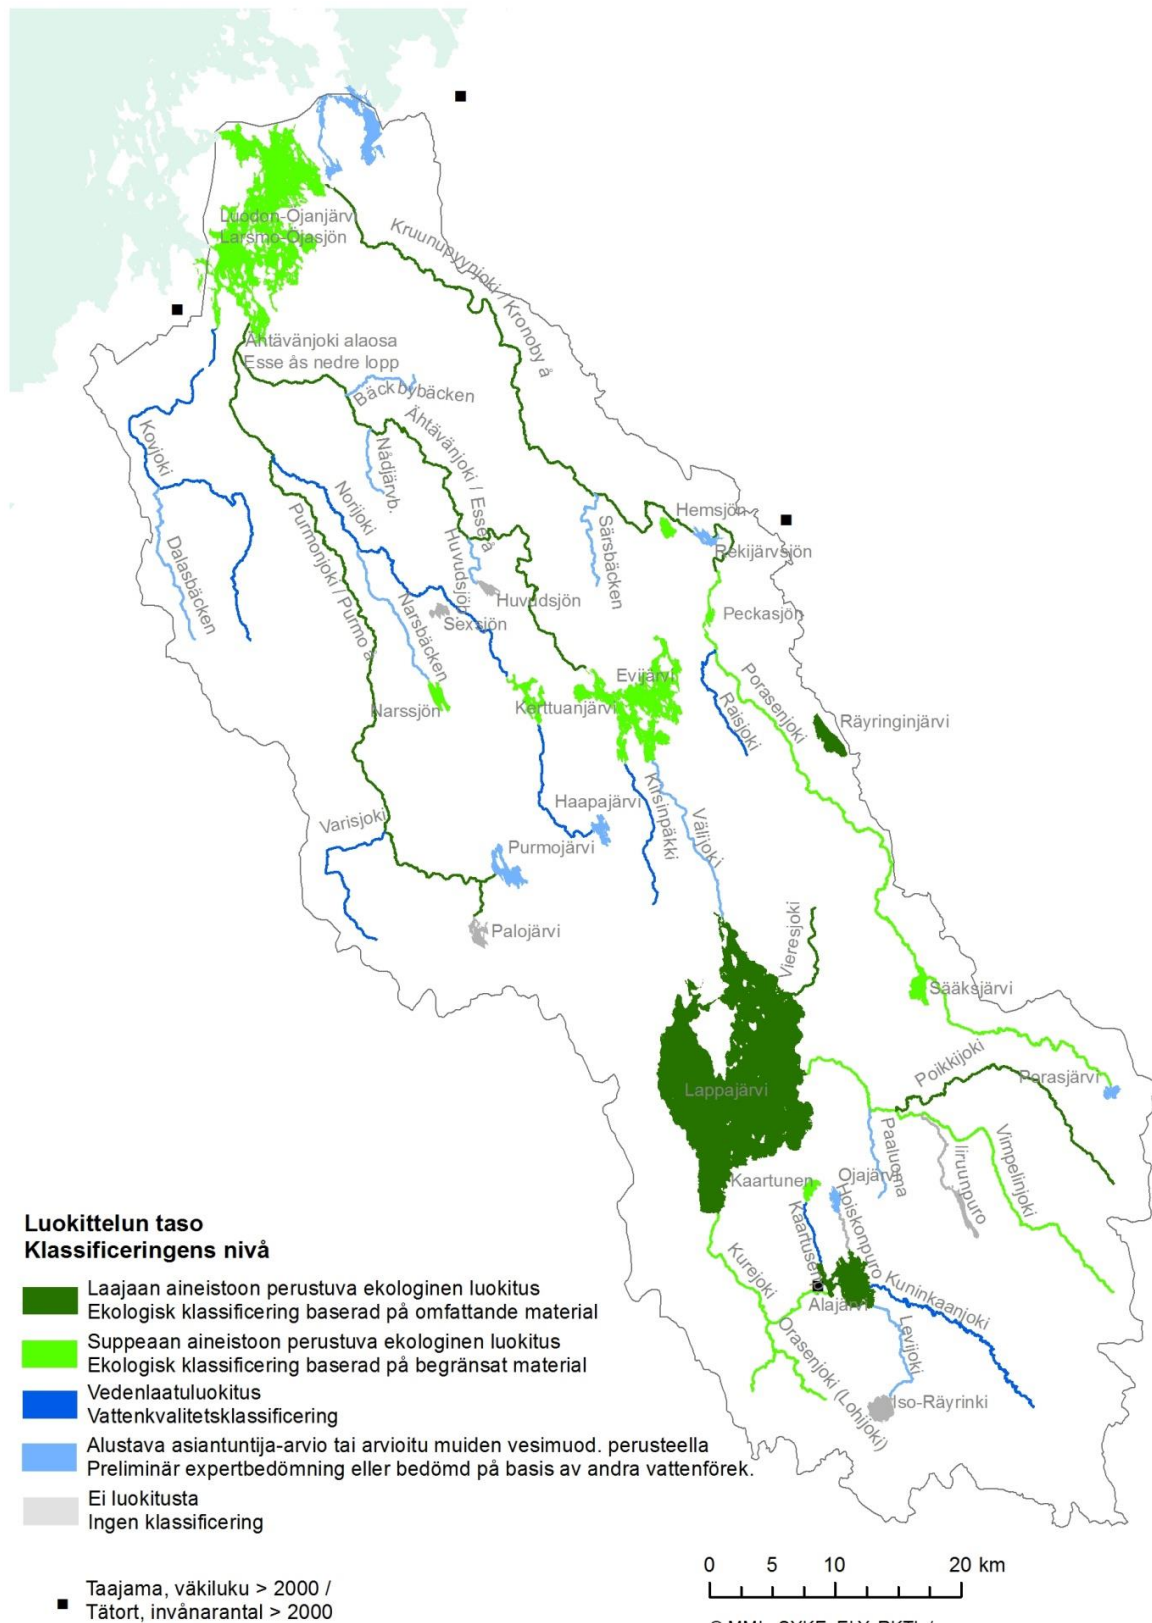 Luodon-Öjanjärvi
Larsmo-Öjasjön
Kruunupyynjoki / Kronoby å
Ähtävänjoki alaosa
Esse ås nedre lopp
Bäckbybäcken
Ähtävänjoki / Esse å
Kovjoki
Nådjärvb.
Norijoki
Purmonjoki / Purmo å
Dalasbäcken
Särsbäcken
Hemsjön
Rekijärvsjön
Huvudsjöb.
Huvudsjön
Sexsjön
Narsbäcken
Narssjön
Peckasjön
Evijärvi
Kerttuanjärvi
Porasenjoki
Raisjoki
Räyringinjärvi
Kirsinpäkki
Välijoki
Haapajärvi
Varisjoki
Purmojärvi
Palojärvi
Vieresjoki
Sääksjärvi
Poikkijoki
Porasjärvi
Lappajärvi
Paaluoma
Iiruunpuro
Vimpelinjoki
Kaartunen
Ojajärvi
Hoiskonpuro
Kurejoki
Alajärvi
Kuninkaanjoki
Levijoki
Orasenjoki (Lohijoki)
Iso-Räyrinki
Luokittelun taso
Klassificeringens nivå
Laajaan aineistoon perustuva ekologinen luokitus
Ekologisk klassificering baserad på omfattande material
Suppeaan aineistoon perustuva ekologinen luokitus
Ekologisk klassificering baserad på begränsat material
Vedenlaatuluokitus
Vattenkvalitetsklassificering
Alustava asiantuntija-arvio tai arvioitu muiden vesimuod. perusteella
Preliminär expertbedömning eller bedömd på basis av andra vattenförek.
Ei luokitusta
Ingen klassificering
Taajama, väkiluku > 2000 /
Tätort, invånarantal > 2000
0 5 10 20 km